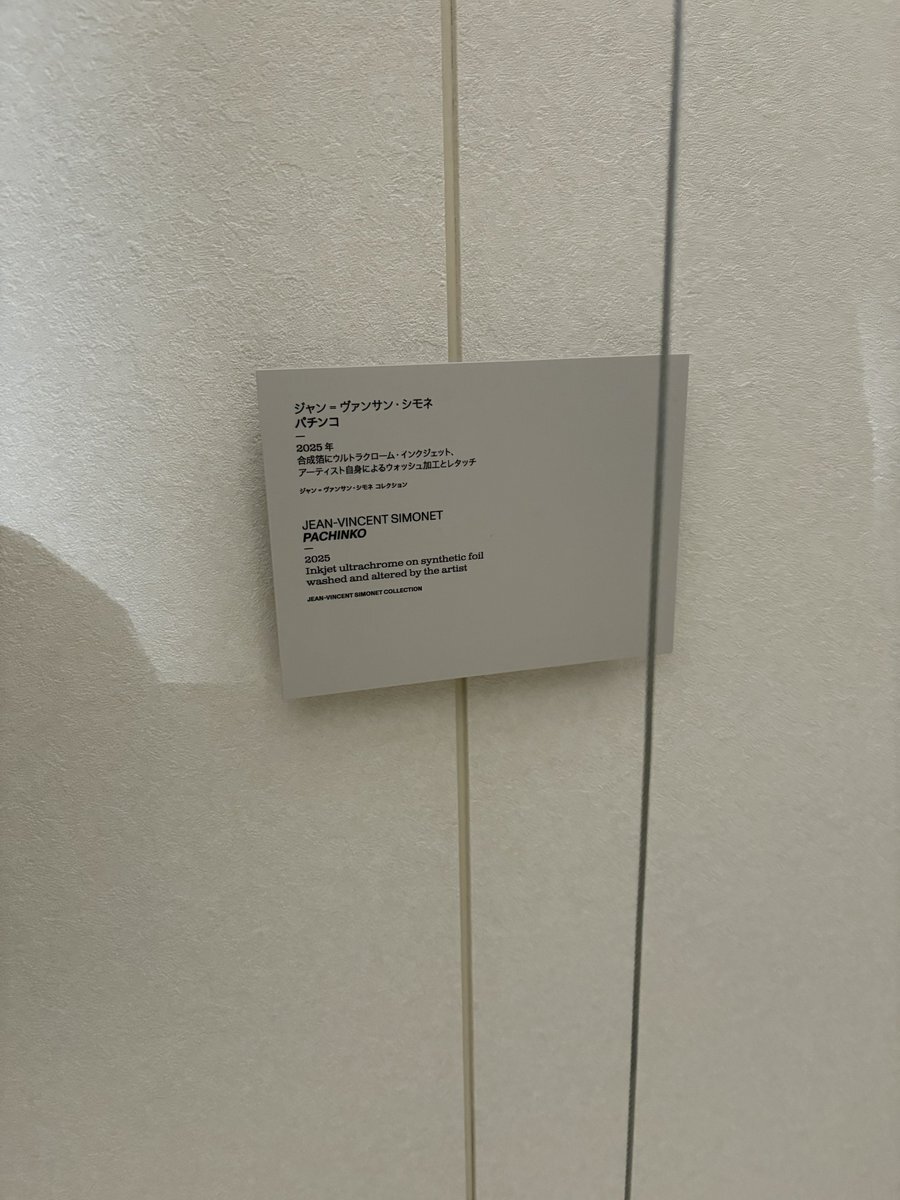 ジャン＝ヴァンサン・シモネ
パチンコ
—
2025 年
合成箔にウルトラクローム・インクジェット、
アーティスト自身によるウォッシュ加工とレタッチ
ジャン＝ヴァンサン・シモネ コレクション
JEAN-VINCENT SIMONET
PACHINKO
—
2025
Inkjet ultrachrome on synthetic foil
washed and altered by the artist
JEAN-VINCENT SIMONET COLLECTION